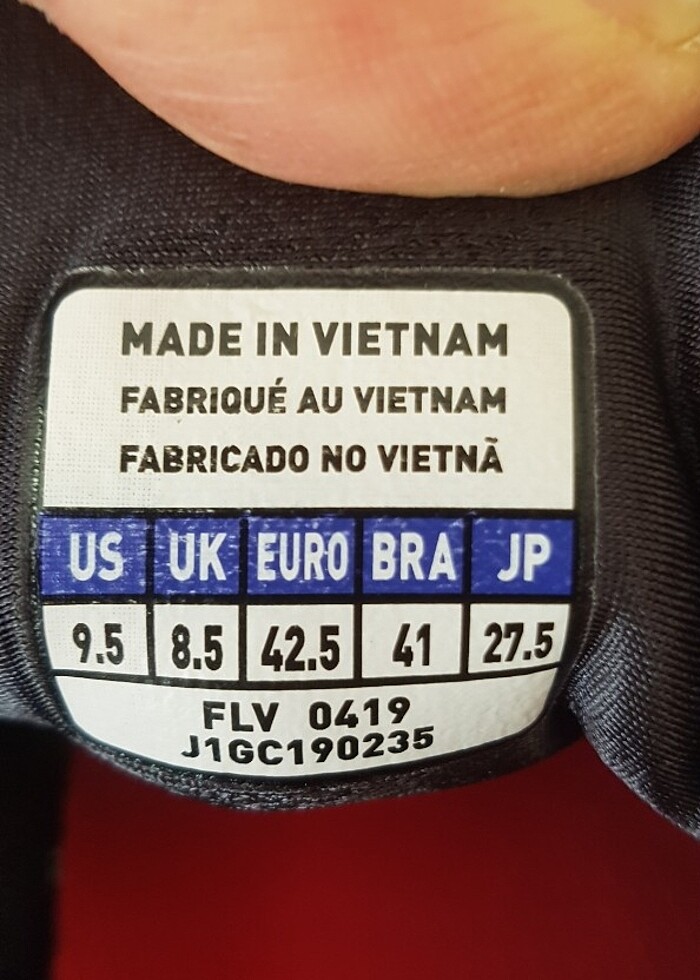 MADE IN VIETNAM
FABRIQUÉ AU VIETNAM
FABRICADO NO VIETNÃ
US UK EURO BRA JP
9.5 8.5 42.5 41 27.5
FLV 0419
J1GC190235